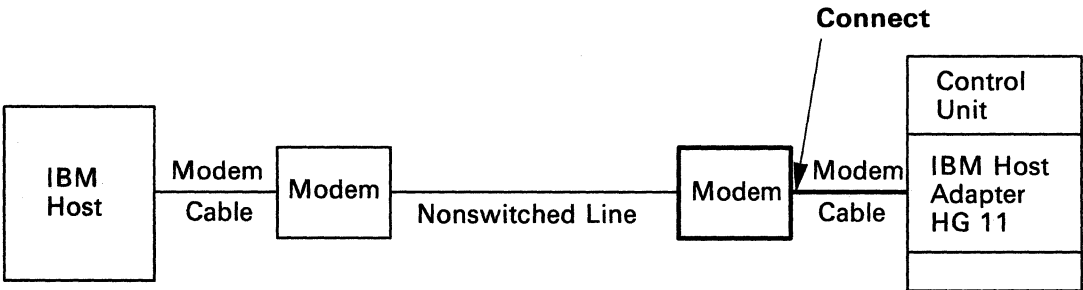 Connect
Control
Unit
IBM
Host
Modem
Cable
Modem
Nonswitched Line
Modem
Modem
Cable
IBM Host
Adapter
HG 11